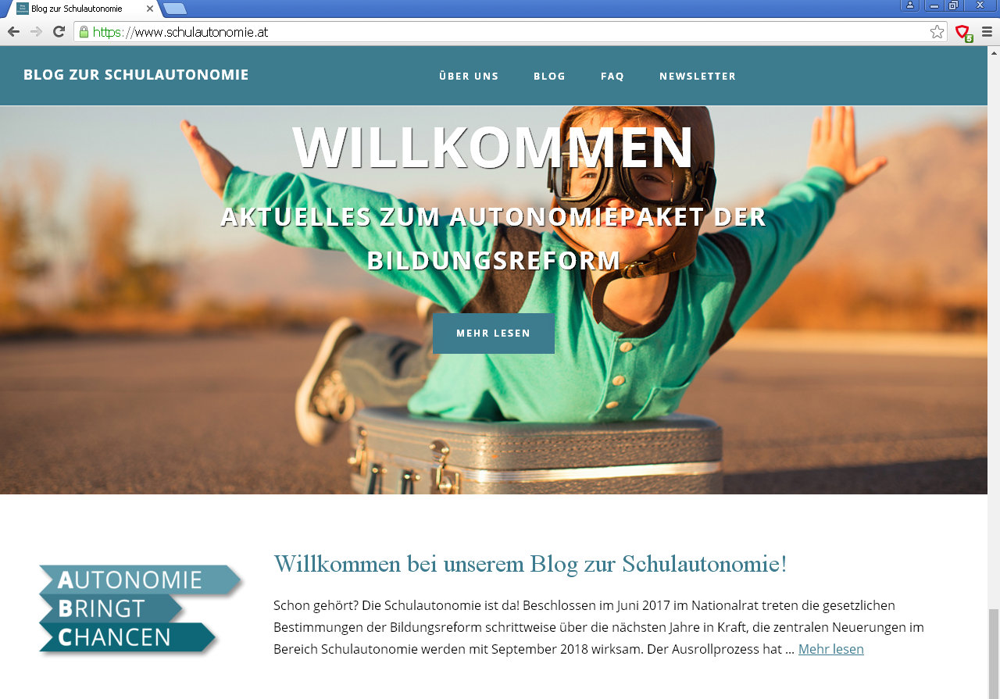 Blog zur Schulautonomie
https://www.schulautonomie.at
5
BLOG ZUR SCHULAUTONOMIE
ÜBER UNS BLOG FAQ NEWSLETTER
WILLKOMMEN
AKTUELLES ZUM AUTONOMIEPAKET DER
BILDUNGSREFORM
MEHR LESEN
AUTONOMIE
BRINGT
CHANCEN
Willkommen bei unserem Blog zur Schulautonomie!
Schon gehört? Die Schulautonomie ist da! Beschlossen im Juni 2017 im Nationalrat treten die gesetzlichen
Bestimmungen der Bildungsreform schrittweise über die nächsten Jahre in Kraft, die zentralen Neuerungen im
Bereich Schulautonomie werden mit September 2018 wirksam. Der Ausrollprozess hat ... Mehr lesen